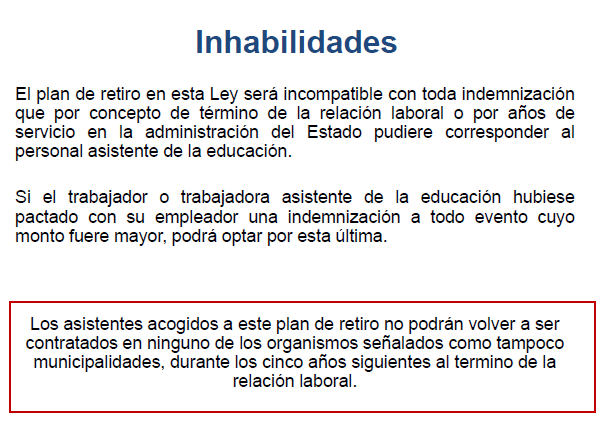 Inhabilidades
El plan de retiro en esta Ley será incompatible con toda indemnización
que por concepto de término de la relación laboral o por años de
servicio en la administración del Estado pudiere corresponder al
personal asistente de la educación.
Si el trabajador o trabajadora asistente de la educación hubiese
pactado con su empleador una indemnización a todo evento cuyo
monto fuere mayor, podrá optar por esta última.
Los asistentes acogidos a este plan de retiro no podrán volver a ser
contratados en ninguno de los organismos señalados como tampoco
municipalidades, durante los cinco años siguientes al termino de la
relación laboral.